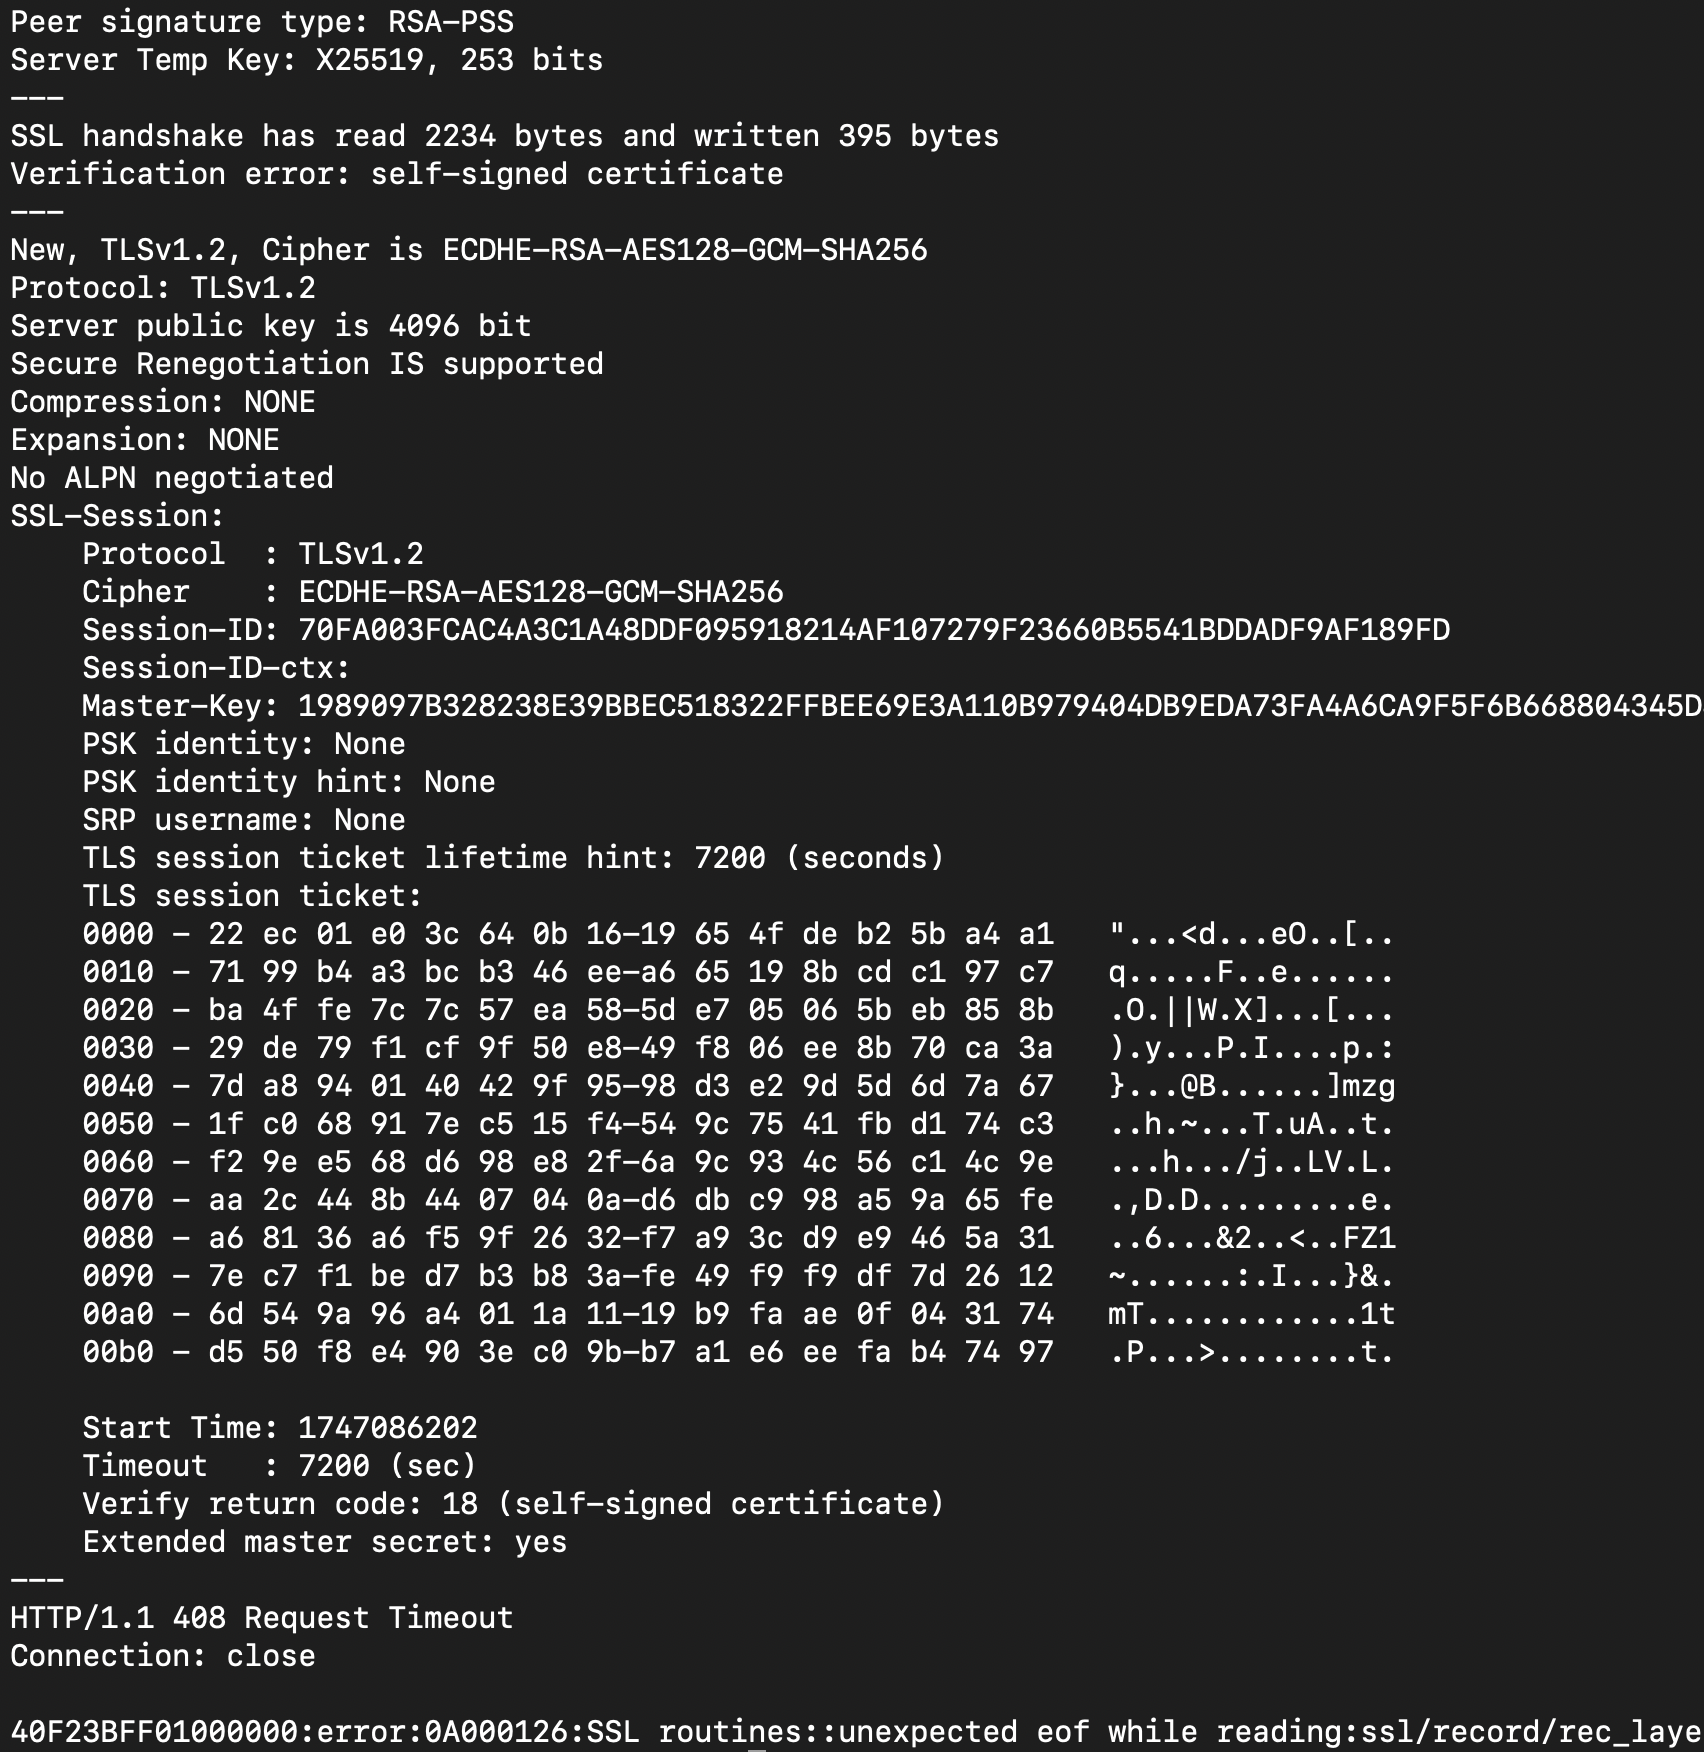 Peer signature type: RSA-PSS
Server Temp Key: X25519, 253 bits
---
SSL handshake has read 2234 bytes and written 395 bytes
Verification error: self-signed certificate
---
New, TLSv1.2, Cipher is ECDHE-RSA-AES128-GCM-SHA256
Protocol: TLSv1.2
Server public key is 4096 bit
Secure Renegotiation IS supported
Compression: NONE
Expansion: NONE
No ALPN negotiated
SSL-Session:
    Protocol  : TLSv1.2
    Cipher    : ECDHE-RSA-AES128-GCM-SHA256
    Session-ID: 70FA003FCAC4A3C1A48DDF095918214AF107279F23660B5541BDDADF9AF189FD
    Session-ID-ctx:
    Master-Key: 1989097B328238E39BBEC518322FFBEE69E3A110B979404DB9EDA73FA4A6CA9F5F6B668804345D
    PSK identity: None
    PSK identity hint: None
    SRP username: None
    TLS session ticket lifetime hint: 7200 (seconds)
    TLS session ticket:
    0000 - 22 ec 01 e0 3c 64 0b 16-19 65 4f de b2 5b a4 a1   "...<d...eO..[..
    0010 - 71 99 b4 a3 bc b3 46 ee-a6 65 19 8b cd c1 97 c7   q.....F..e......
    0020 - ba 4f fe 7c 7c 57 ea 58-5d e7 05 06 5b eb 85 8b   .O.||W.X]...[...
    0030 - 29 de 79 f1 cf 9f 50 e8-49 f8 06 ee 8b 70 ca 3a   ).y...P.I....p.:
    0040 - 7d a8 94 01 40 42 9f 95-98 d3 e2 9d 5d 6d 7a 67   }...@B......]mzg
    0050 - 1f c0 68 91 7e c5 15 f4-54 9c 75 41 fb d1 74 c3   ..h.~...T.uA..t.
    0060 - f2 9e e5 68 d6 98 e8 2f-6a 9c 93 4c 56 c1 4c 9e   ...h.../j..LV.L.
    0070 - aa 2c 44 8b 44 07 04 0a-d6 db c9 98 a5 9a 65 fe   .,D.D.........e.
    0080 - a6 81 36 a6 f5 9f 26 32-f7 a9 3c d9 e9 46 5a 31   ..6...&2..<..FZ1
    0090 - 7e c7 f1 be d7 b3 b8 3a-fe 49 f9 f9 df 7d 26 12   ~......:.I...}&.
    00a0 - 6d 54 9a 96 a4 01 1a 11-19 b9 fa ae 0f 04 31 74   mT............1t
    00b0 - d5 50 f8 e4 90 3e c0 9b-b7 a1 e6 ee fa b4 74 97   .P...>........t.

    Start Time: 1747086202
    Timeout   : 7200 (sec)
    Verify return code: 18 (self-signed certificate)
    Extended master secret: yes
---
HTTP/1.1 408 Request Timeout
Connection: close

40F23BFF01000000:error:0A000126:SSL routines::unexpected eof while reading:ssl/record/rec_laye